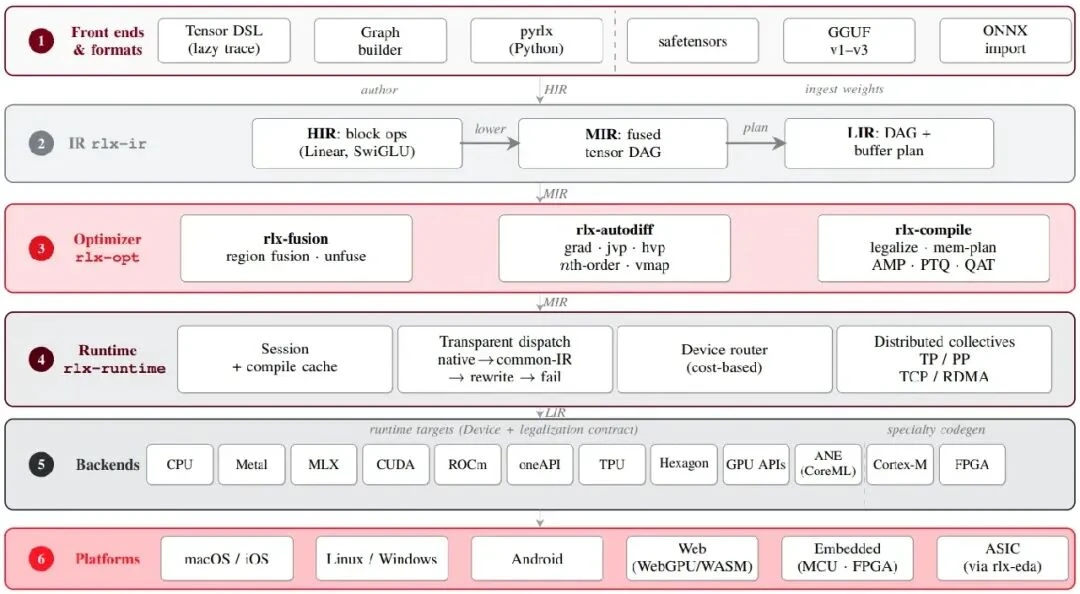 1
Front ends
& formats
Tensor DSL
(lazy trace)
Graph
builder
pyrlx
(Python)
safetensors
GGUF
v1–v3
ONNX
import
author
HIR
ingest weights
2
IR rlx-ir
HIR: block ops
(Linear, SwiGLU)
lower
MIR: fused
tensor DAG
plan
LIR: DAG +
buffer plan
MIR
3
Optimizer
rlx-opt
rlx-fusion
region fusion · unfuse
rlx-autodiff
grad · jvp · hvp
nth-order · vmap
rlx-compile
legalize · mem-plan
AMP · PTQ · QAT
MIR
4
Runtime
rlx-runtime
Session
+ compile cache
Transparent dispatch
native → common-IR
→ rewrite → fail
Device router
(cost-based)
Distributed collectives
TP / PP
TCP / RDMA
LIR
runtime targets (Device + legalization contract)
specialty codegen
5
Backends
CPU
Metal
MLX
CUDA
ROCm
oneAPI
TPU
Hexagon
GPU APIs
ANE
(CoreML)
Cortex-M
FPGA
6
Platforms
macOS / iOS
Linux / Windows
Android
Web
(WebGPU/WASM)
Embedded
(MCU · FPGA)
ASIC
(via rlx-eda)